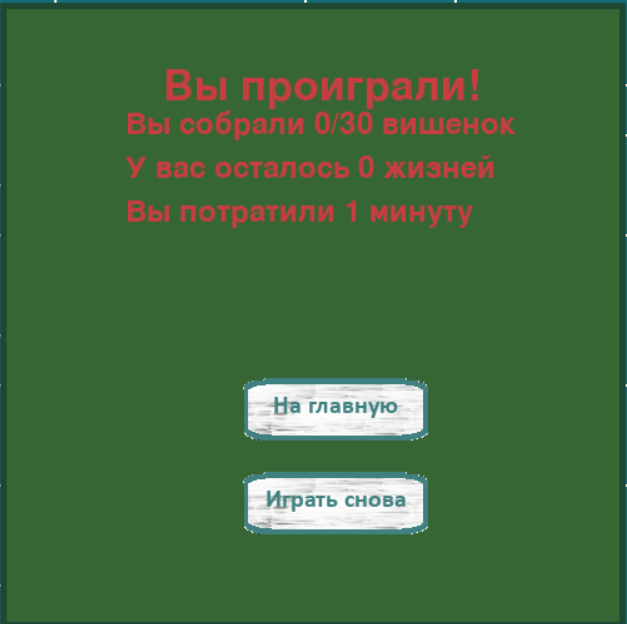 Вы проиграли!
Вы собрали 0/30 вишенок
У вас осталось 0 жизней
Вы потратили 1 минуту
На главную
Играть снова